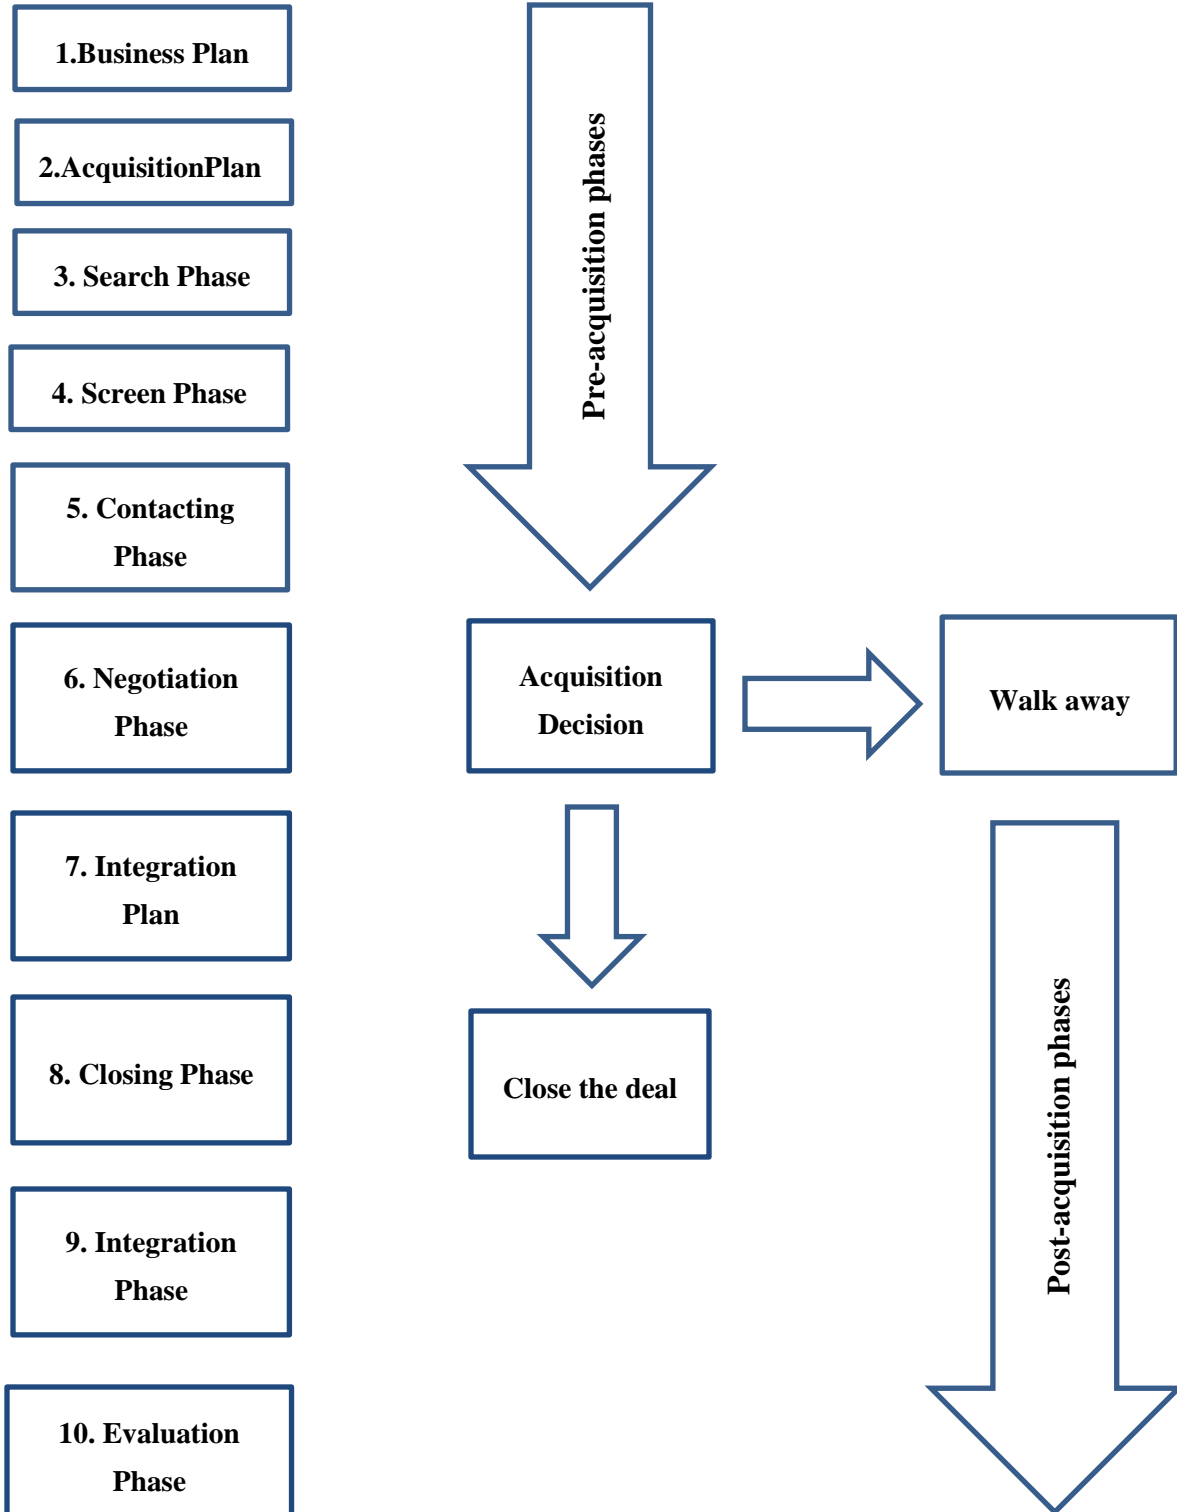 1.Business Plan
2.AcquisitionPlan
3. Search Phase
4. Screen Phase
5. Contacting
Phase
6. Negotiation
Phase
7. Integration
Plan
8. Closing Phase
9. Integration
Phase
10. Evaluation
Phase
Pre-acquisition phases
Acquisition
Decision
Walk away
Close the deal
Post-acquisition phases